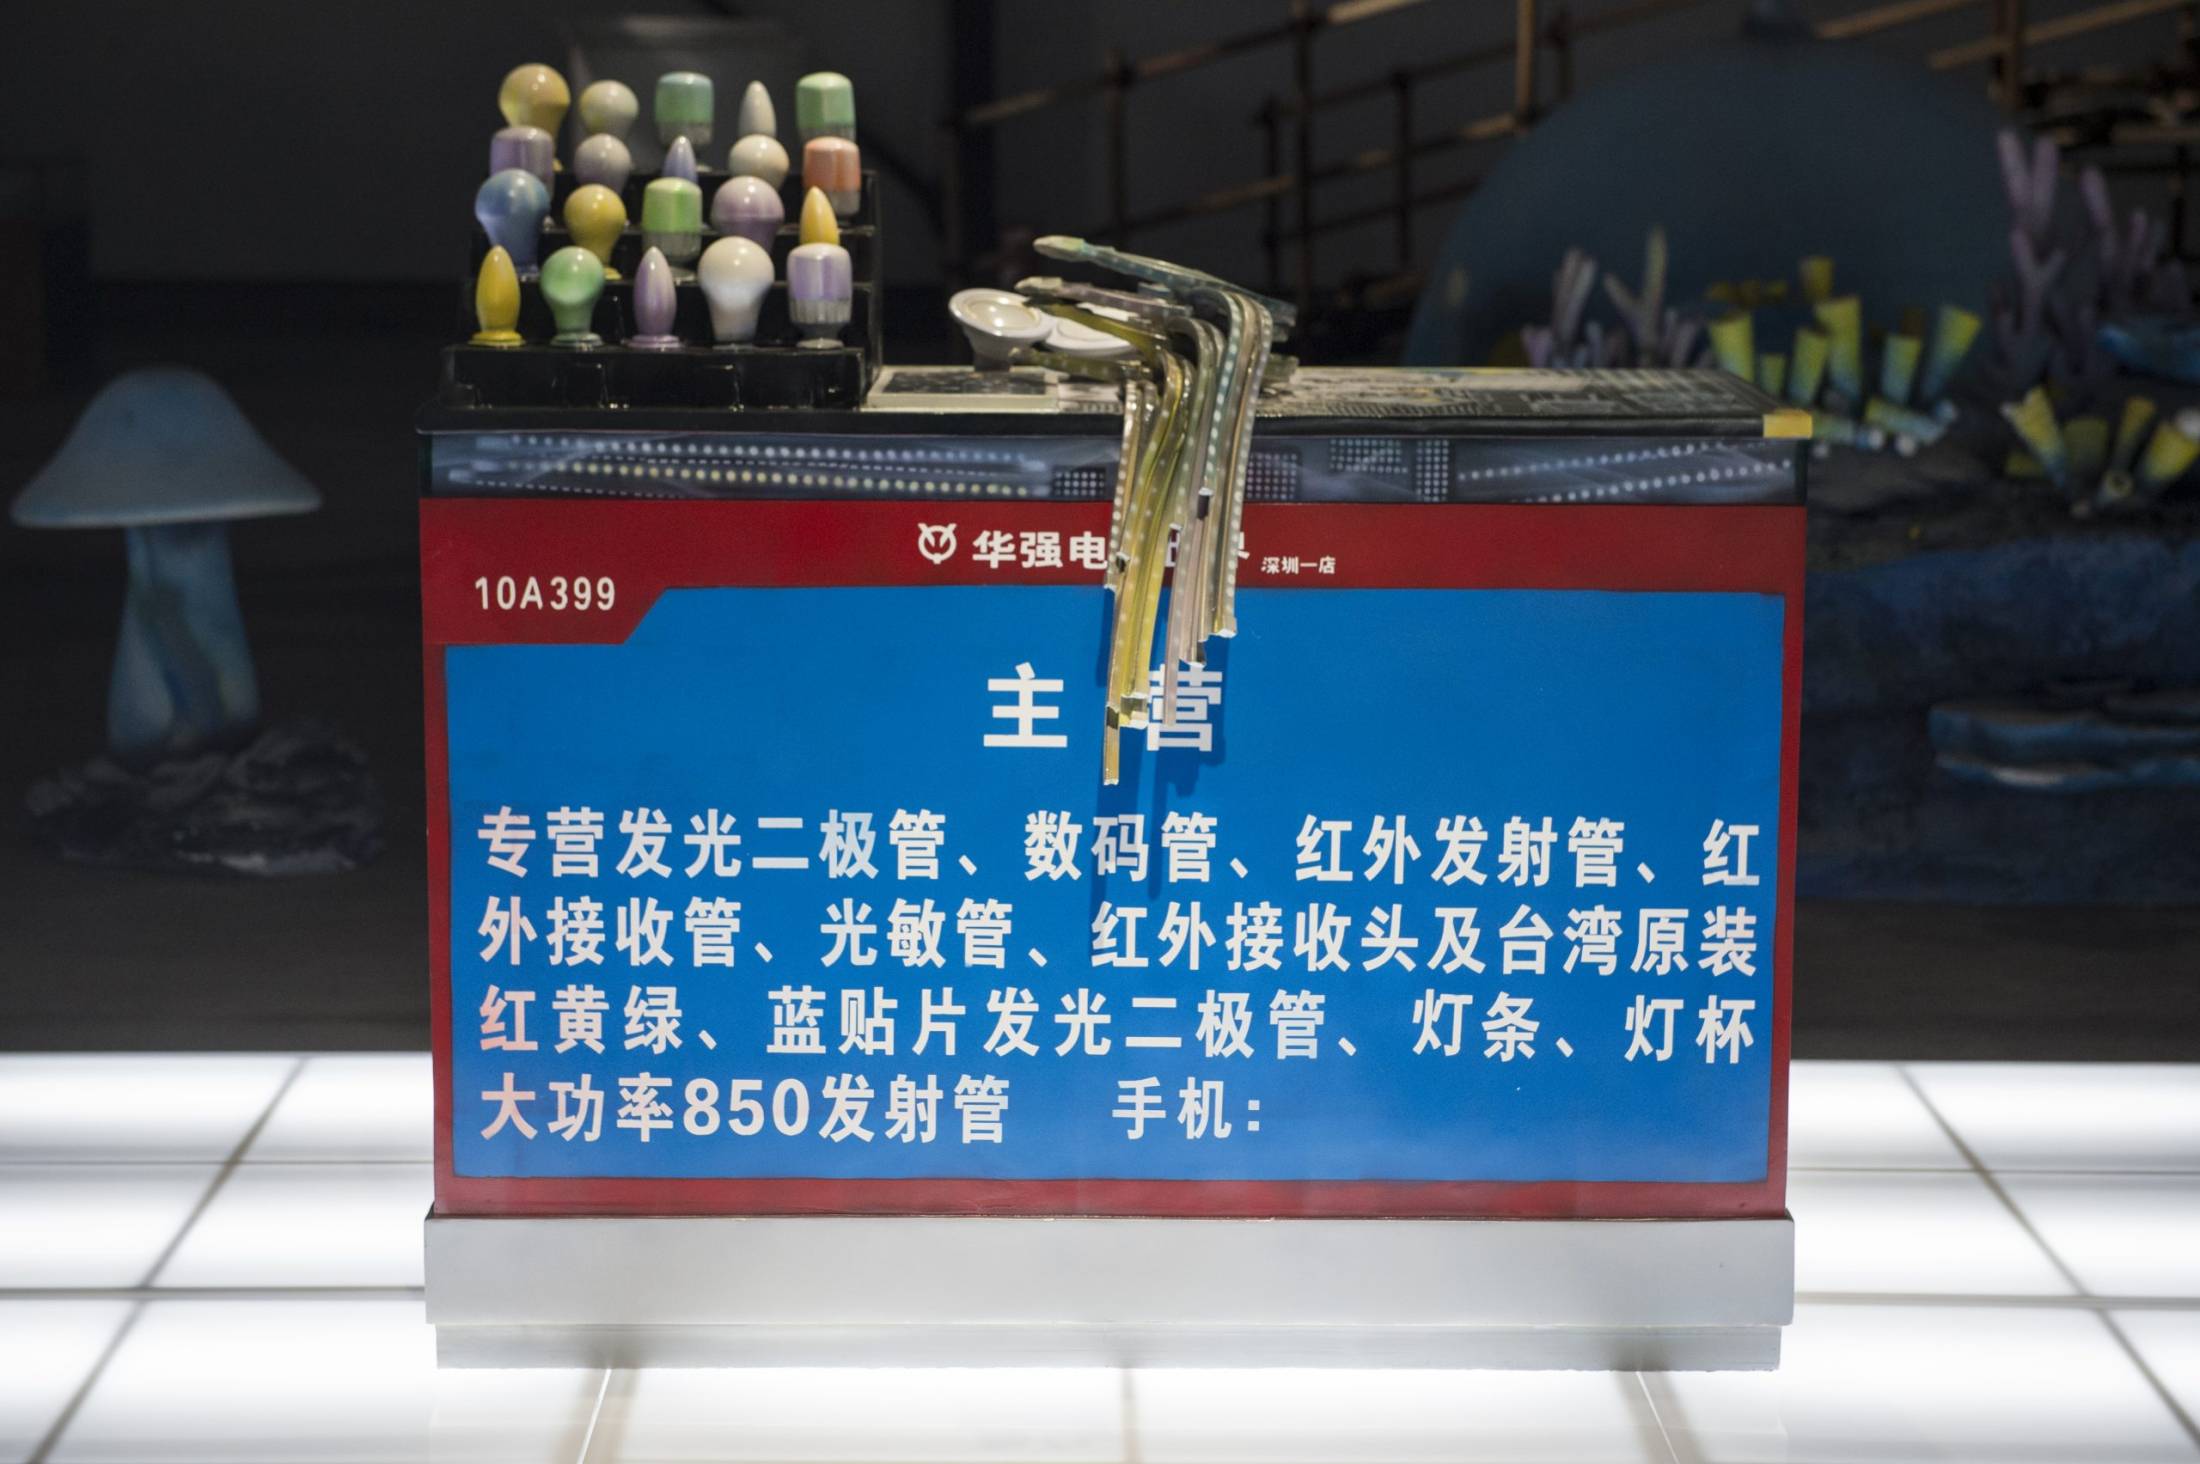 华强电 世界 深圳一店
10A399
主 营
专营发光二极管、数码管、红外发射管、红
外接收管、光敏管、红外接收头及台湾原装
红黄绿、蓝贴片发光二极管、灯条、灯杯
大功率850发射管 手机: